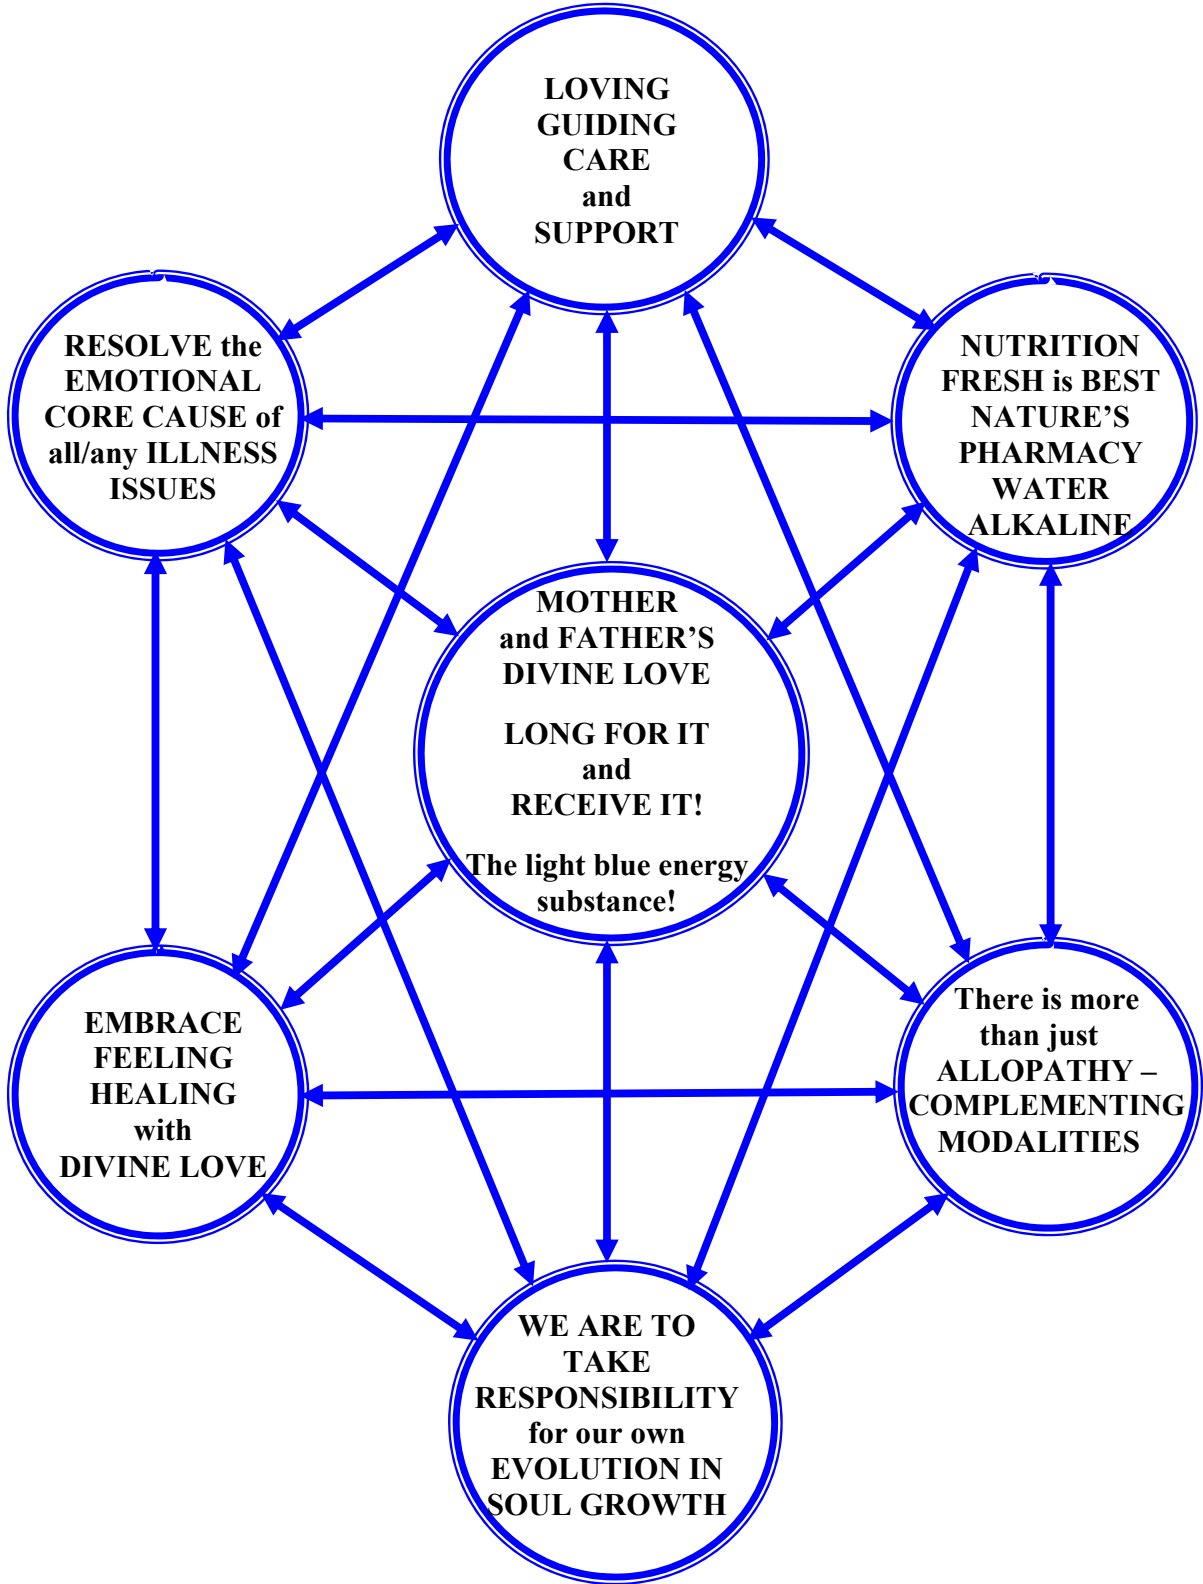 LOVING
GUIDING
CARE
and
SUPPORT
RESOLVE the
EMOTIONAL
CORE CAUSE of
all/any ILLNESS
ISSUES
NUTRITION
FRESH is BEST
NATURE’S
PHARMACY
WATER
ALKALINE
MOTHER
and FATHER’S
DIVINE LOVE
LONG FOR IT
and
RECEIVE IT!
The light blue energy
substance!
EMBRACE
FEELING
HEALING
with
DIVINE LOVE
There is more
than just
ALLOPATHY –
COMPLEMENTING
MODALITIES
WE ARE TO
TAKE
RESPONSIBILITY
for our own
EVOLUTION IN
SOUL GROWTH